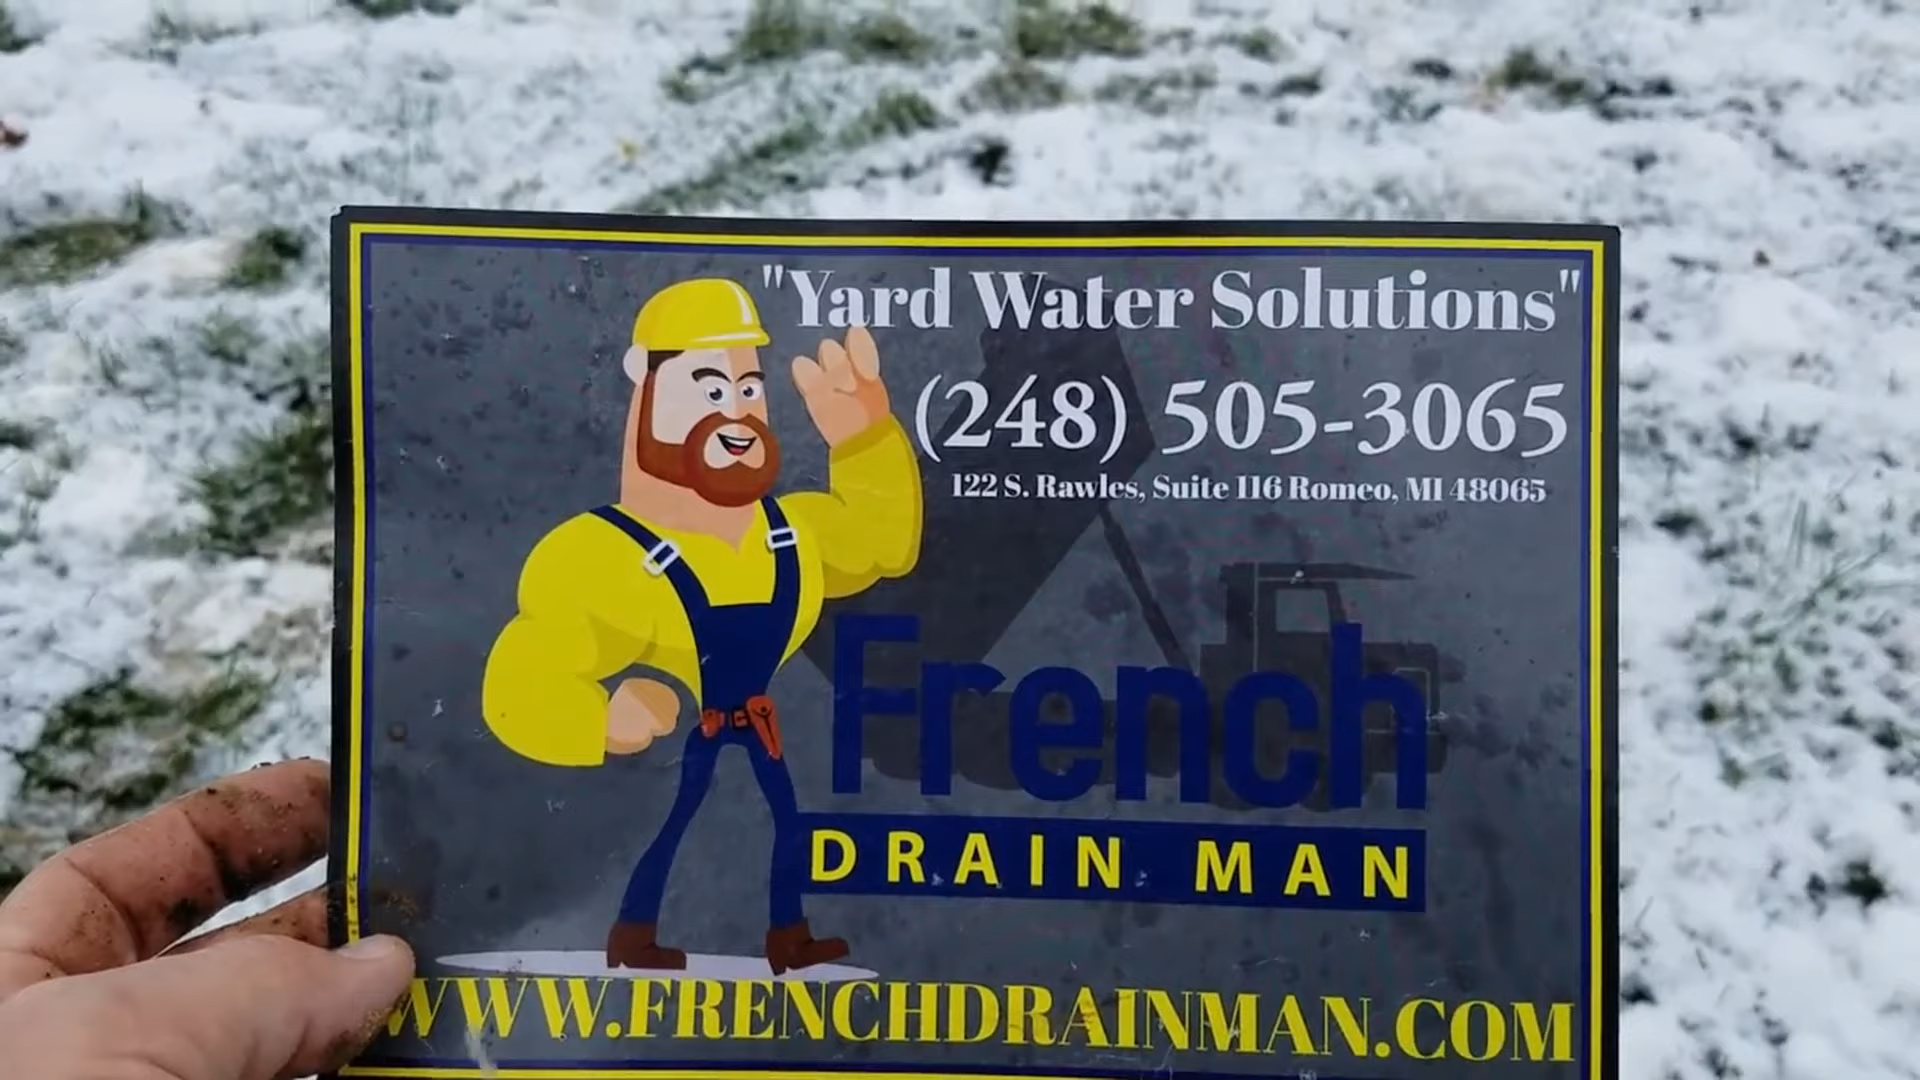 "Yard Water Solutions"
(248) 505-3065
122 S. Rawles, Suite 116 Romeo, MI 48065
French
DRAIN MAN
WWW.FRENCHDRAINMAN.COM